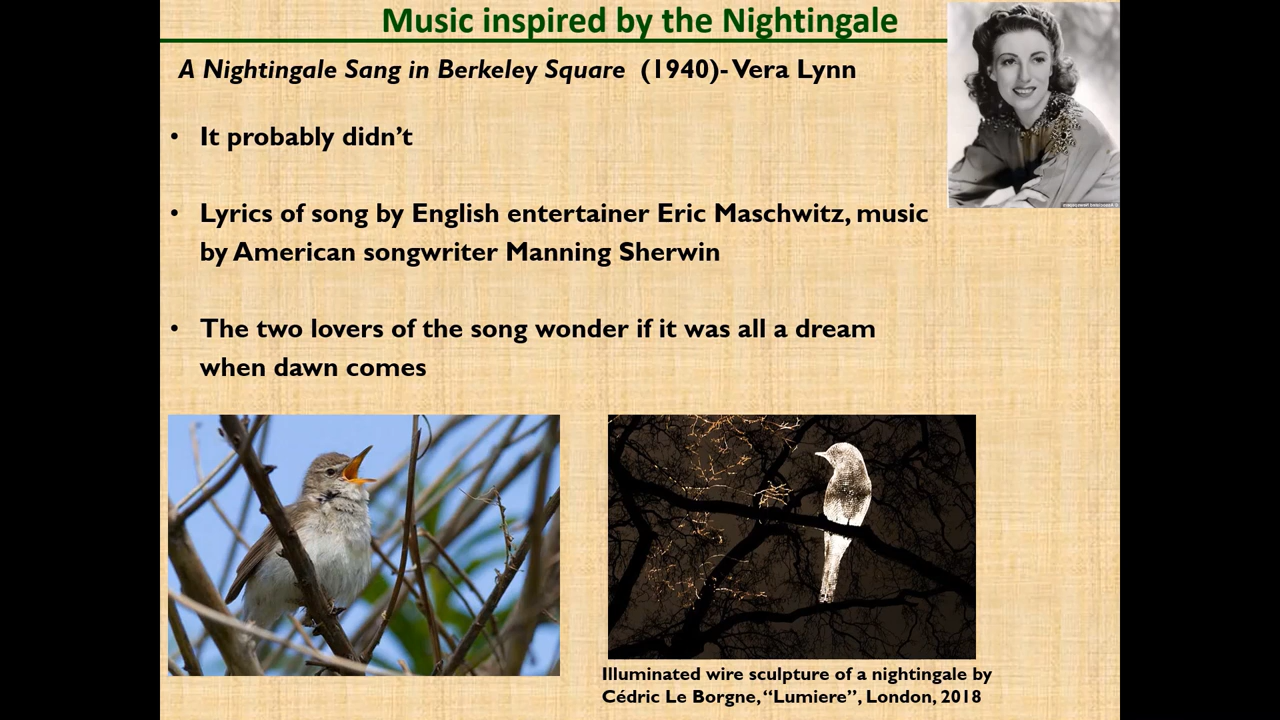 Music inspired by the Nightingale
A Nightingale Sang in Berkeley Square (1940)- Vera Lynn
• It probably didn’t
• Lyrics of song by English entertainer Eric Maschwitz, music
by American songwriter Manning Sherwin
• The two lovers of the song wonder if it was all a dream
when dawn comes
Illuminated wire sculpture of a nightingale by
Cédric Le Borgne, “Lumiere”, London, 2018